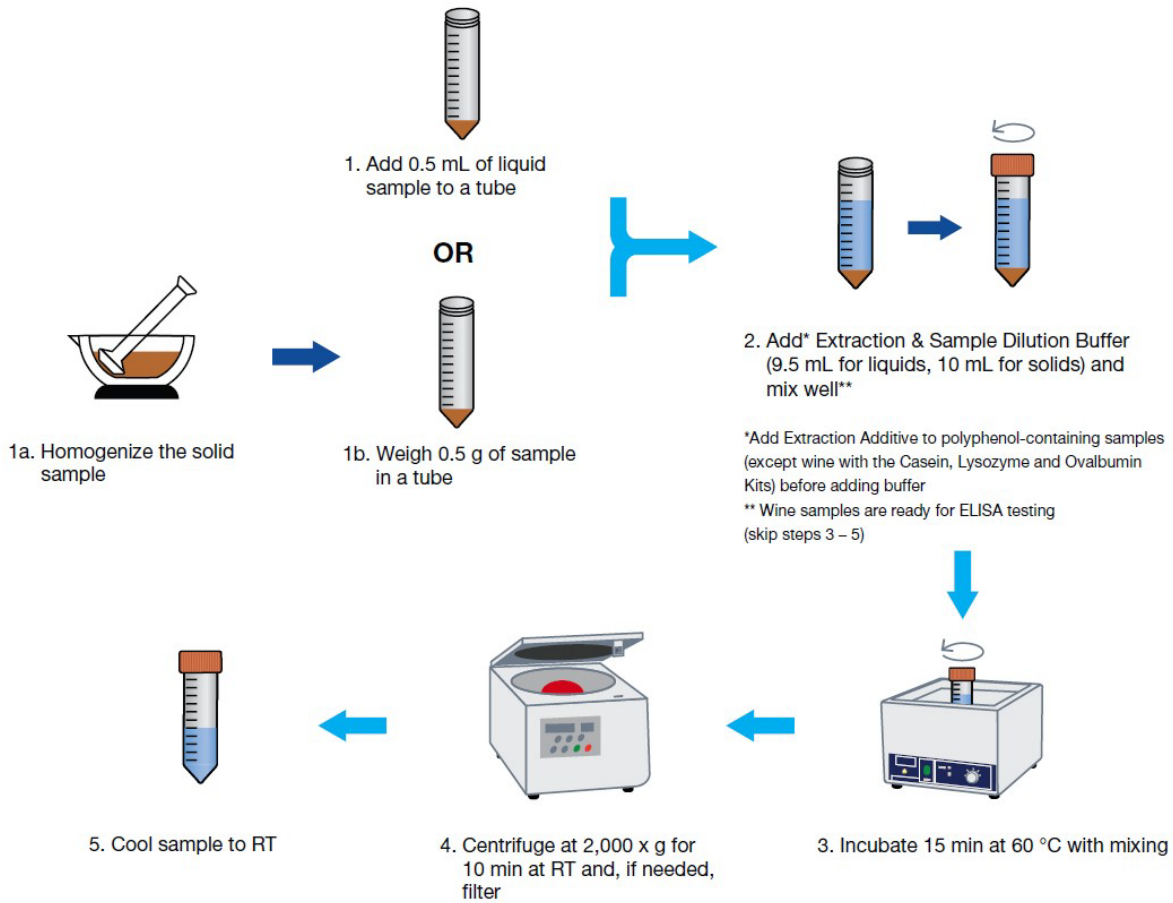 1. Add 0.5 mL of liquid
sample to a tube
OR
1a. Homogenize the solid
sample
1b. Weigh 0.5 g of sample
in a tube
2. Add* Extraction & Sample Dilution Buffer
(9.5 mL for liquids, 10 mL for solids) and
mix well**
*Add Extraction Additive to polyphenol-containing samples
(except wine with the Casein, Lysozyme and Ovalbumin
Kits) before adding buffer
** Wine samples are ready for ELISA testing
(skip steps 3 – 5)
3. Incubate 15 min at 60 °C with mixing
4. Centrifuge at 2,000 x g for
10 min at RT and, if needed,
filter
5. Cool sample to RT